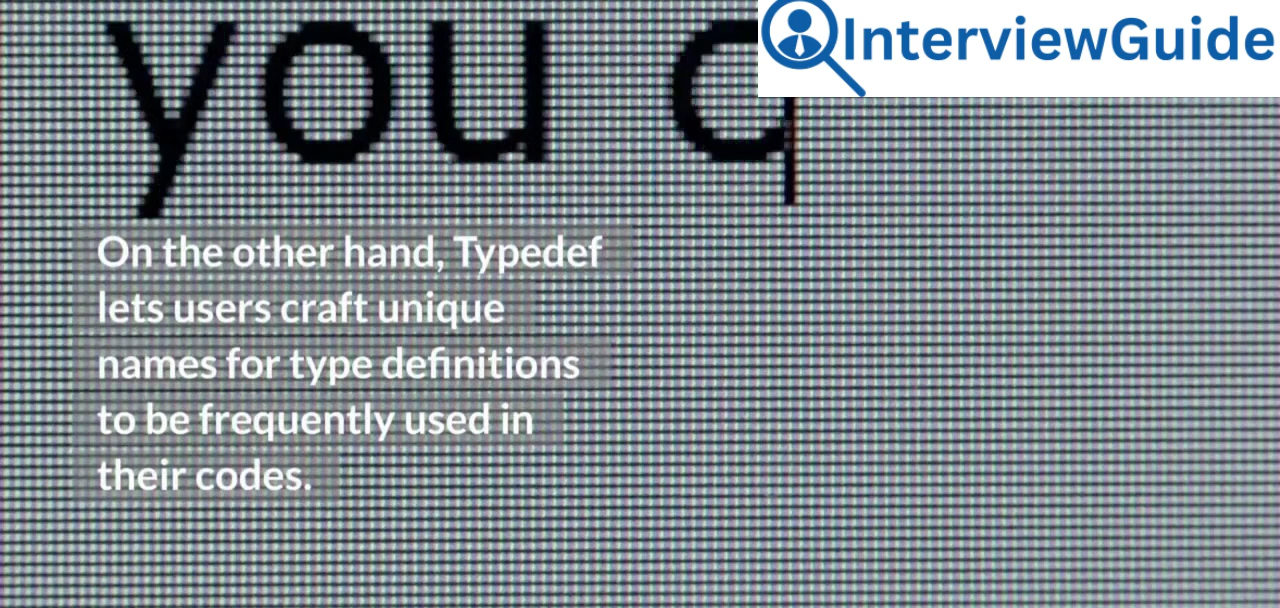 you q
InterviewGuide
On the other hand, Typedef
lets users craft unique
names for type definitions
to be frequently used in
their codes.